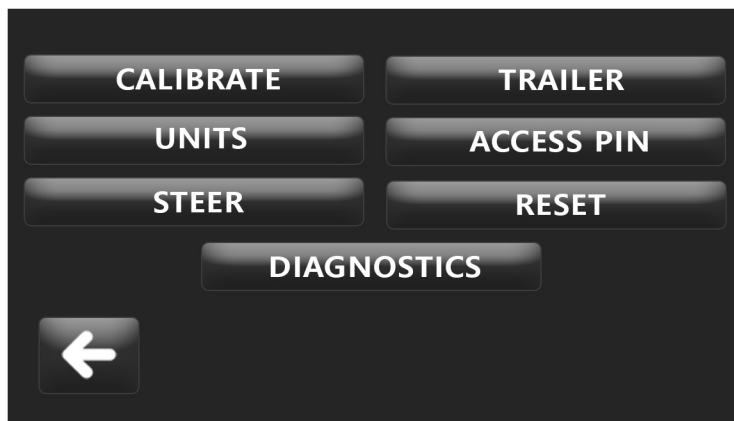 CALIBRATE
TRAILER
UNITS
ACCESS PIN
STEER
RESET
DIAGNOSTICS